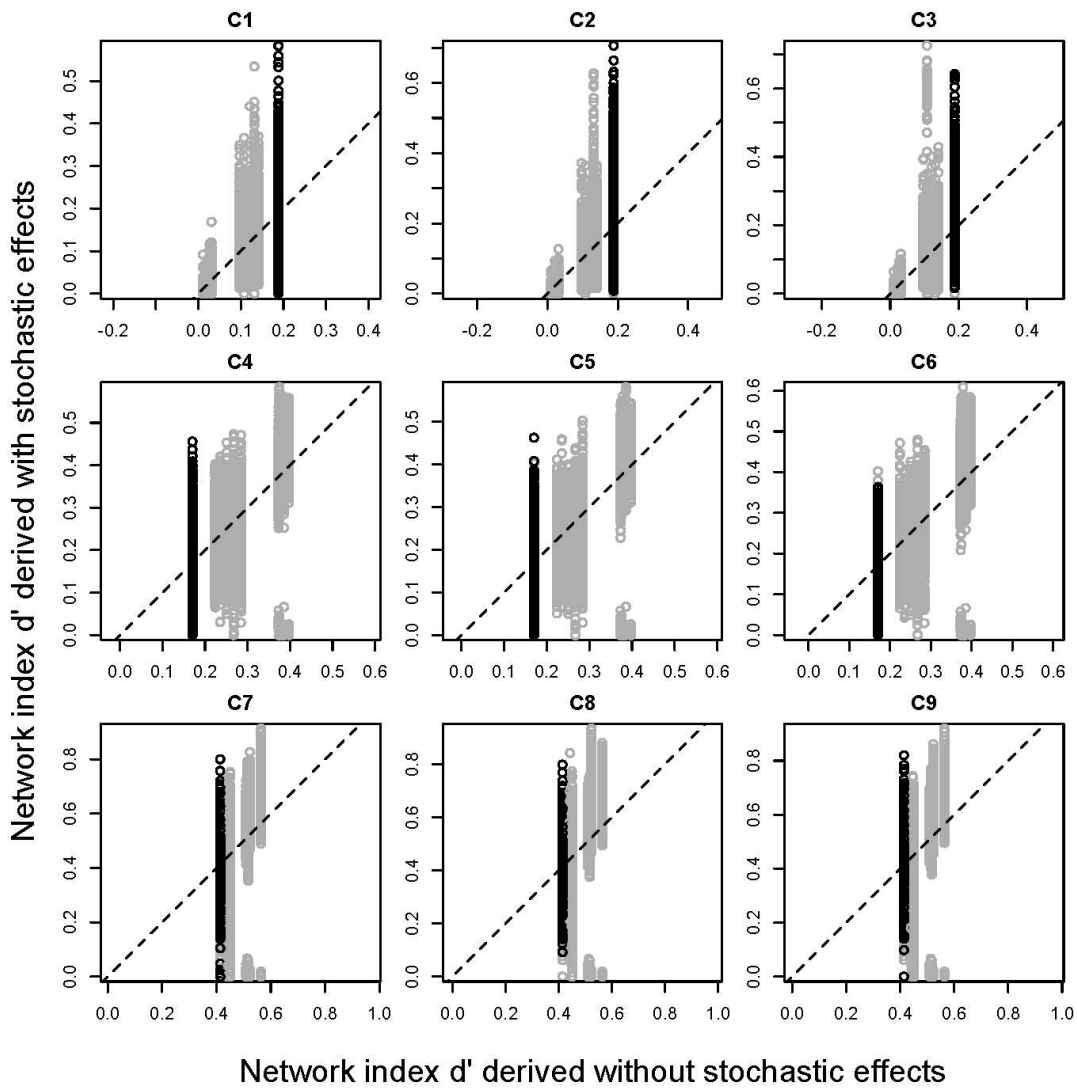 C1 C2 C3
0.0 0.1 0.2 0.3 0.4 0.5
0.0 0.2 0.4 0.6
0.0 0.2 0.4 0.6
-0.2 0.0 0.1 0.2 0.3 0.4
-0.2 0.0 0.2 0.4
-0.2 0.0 0.2 0.4
C4 C5 C6
0.0 0.1 0.2 0.3 0.4 0.5
0.0 0.1 0.2 0.3 0.4 0.5
0.0 0.1 0.2 0.3 0.4 0.5 0.6
0.0 0.1 0.2 0.3 0.4 0.5 0.6
0.0 0.1 0.2 0.3 0.4 0.5 0.6
0.0 0.1 0.2 0.3 0.4 0.5 0.6
C7 C8 C9
0.0 0.2 0.4 0.6 0.8
0.0 0.2 0.4 0.6 0.8
0.0 0.2 0.4 0.6 0.8
0.0 0.2 0.4 0.6 0.8 1.0
0.0 0.2 0.4 0.6 0.8 1.0
0.0 0.2 0.4 0.6 0.8 1.0
Network index d' derived with stochastic effects
Network index d' derived without stochastic effects